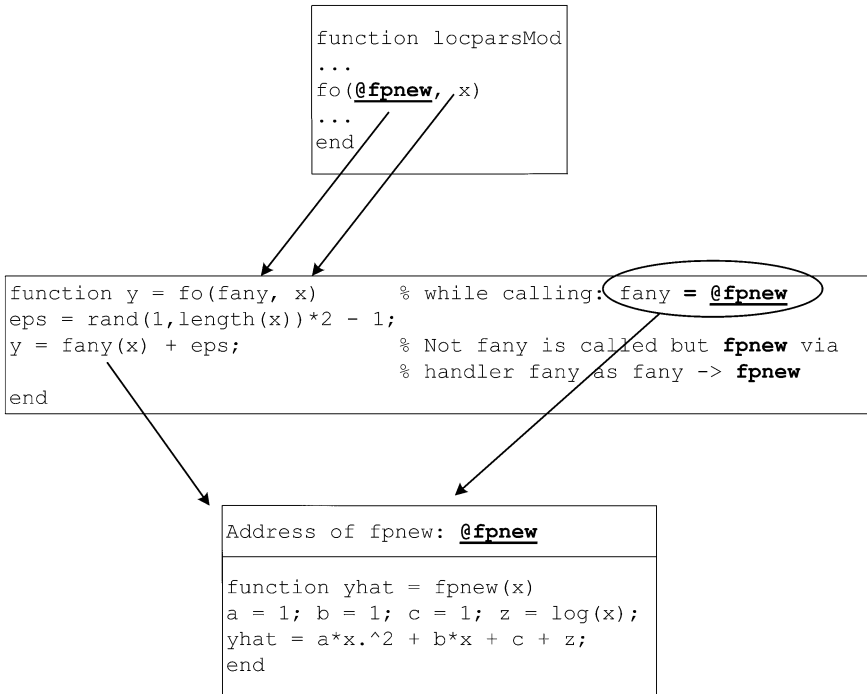 function locparsMod
...
fo(@fpnew, x)
...
end
function y = fo(fany, x) % while calling: fany = @fpnew
eps = rand(1,length(x))*2 - 1;
y = fany(x) + eps; % Not fany is called but fpnew via
% handler fany as fany -> fpnew
end
Address of fpnew: @fpnew
function yhat = fpnew(x)
a = 1; b = 1; c = 1; z = log(x);
yhat = a*x.^2 + b*x + c + z;
end